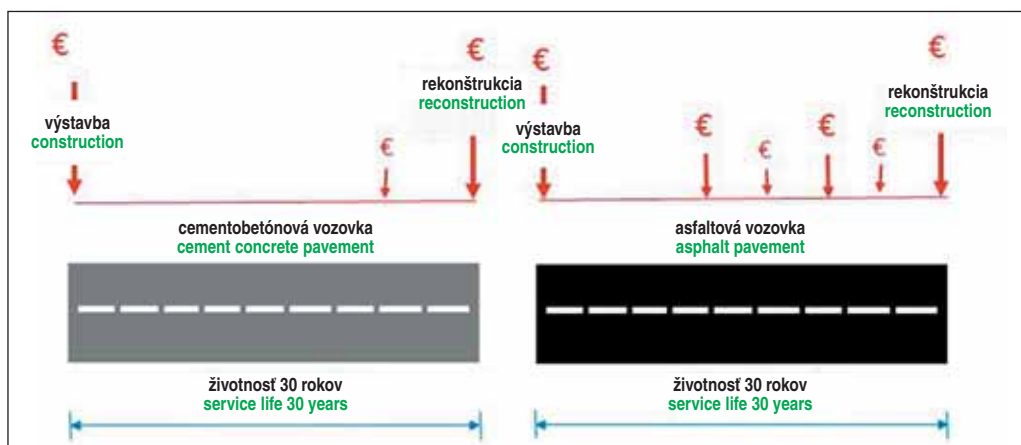 €
výstavba
construction
€
€
rekonštrukcia
reconstruction
cementobetónová vozovka
cement concrete pavement
životnosť 30 rokov
service life 30 years
€
výstavba
construction
€
€
€
€
€
rekonštrukcia
reconstruction
asfaltová vozovka
asphalt pavement
životnosť 30 rokov
service life 30 years